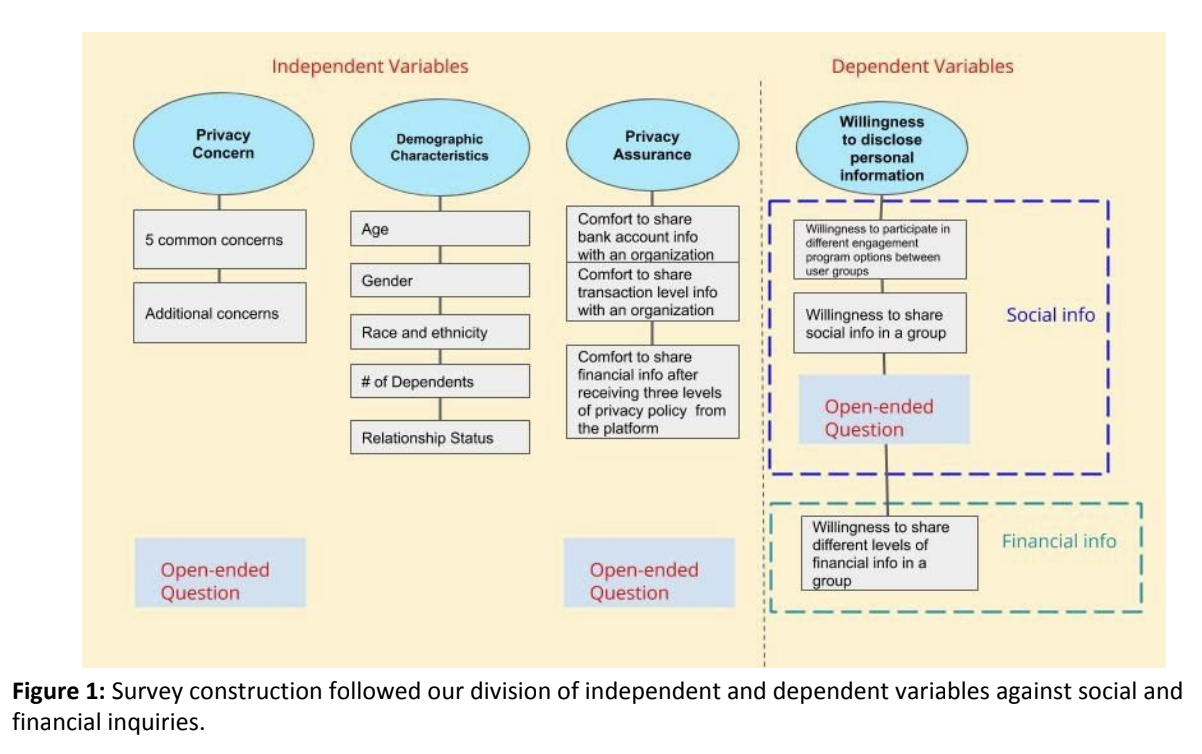 Independent Variables
Dependent Variables
Privacy
Concern
5 common concerns
Additional concerns
Open-ended
Question
Demographic
Characteristics
Age
Gender
Race and ethnicity
# of Dependents
Relationship Status
Privacy
Assurance
Comfort to share
bank account info
with an organization
Comfort to share
transaction level info
with an organization
Comfort to share
financial info after
receiving three levels
of privacy policy from
the platform
Open-ended
Question
Willingness
to disclose
personal
information
Willingness to participate in
different engagement
program options between
user groups
Willingness to share
social info in a group
Social info
Open-ended
Question
Willingness to share
different levels of
financial info in a
group
Financial info
Figure 1: Survey construction followed our division of independent and dependent variables against social and
financial inquiries.